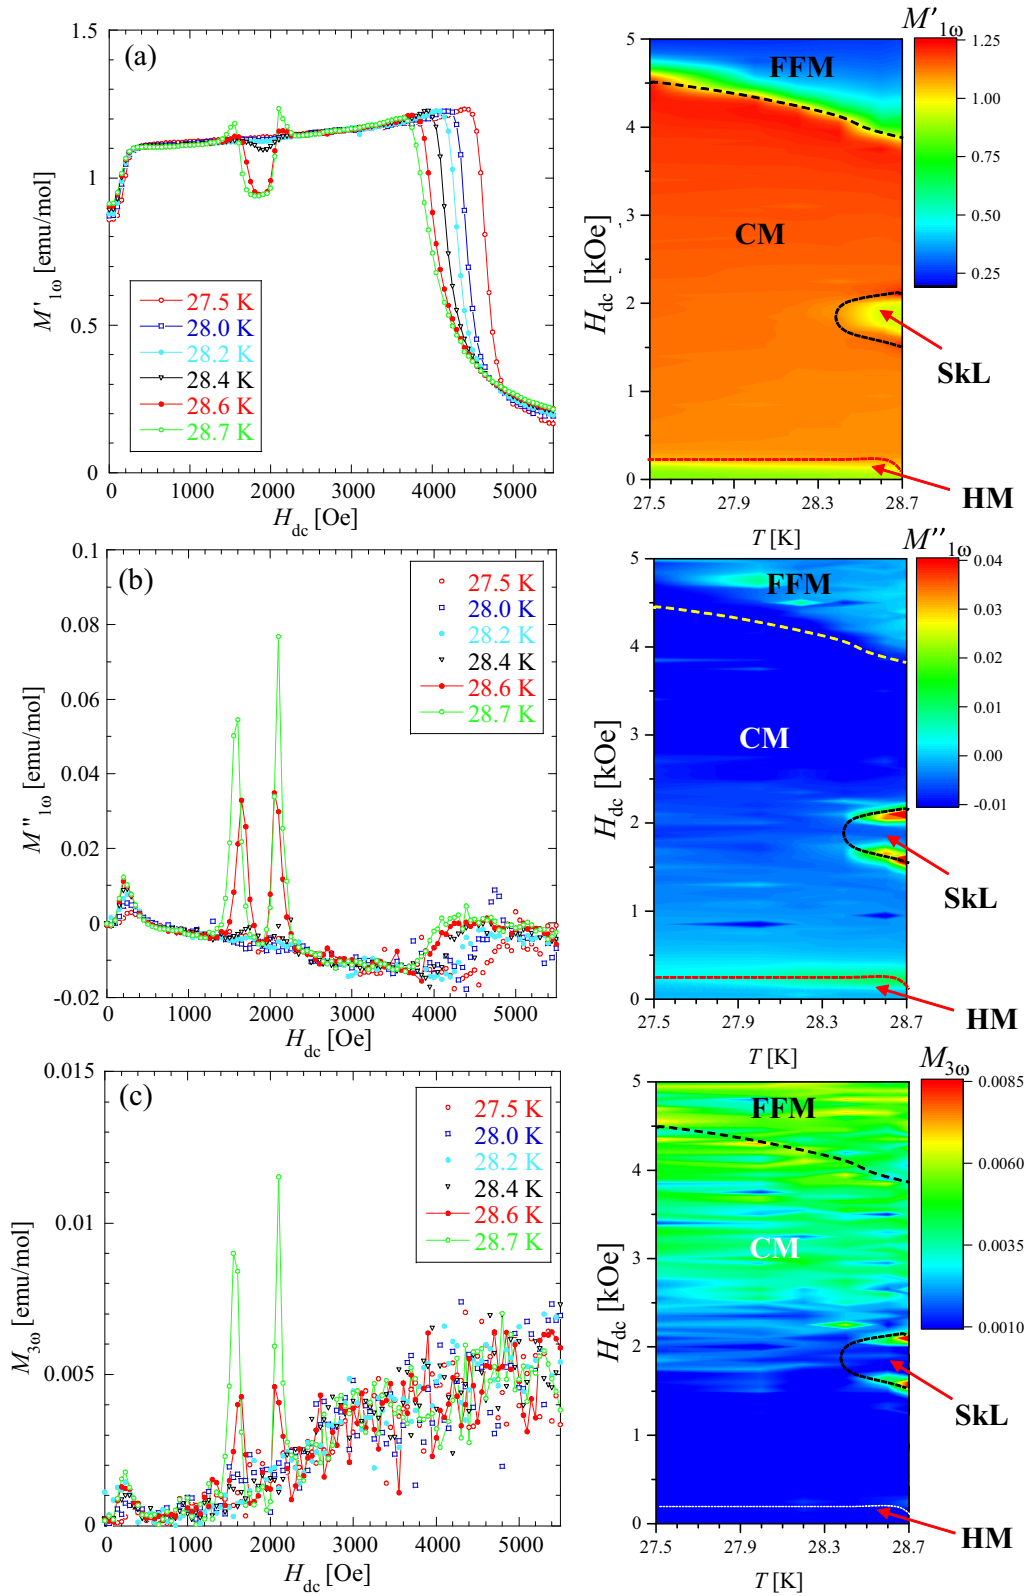 (a)
1.5
1
0.5
0
M'1ω [emu/mol]
27.5 K
28.0 K
28.2 K
28.4 K
28.6 K
28.7 K
0 1000 2000 3000 4000 5000
Hdc [Oe]
M'1ω
5
4
3
2
1
0
Hdc [kOe]
FFM
CM
SkL
HM
1.25
1.00
0.75
0.50
0.25
27.5 27.9 28.3 28.7
T [K]
(b)
0.1
0.08
0.06
0.04
0.02
0
-0.02
M''1ω [emu/mol]
27.5 K
28.0 K
28.2 K
28.4 K
28.6 K
28.7 K
0 1000 2000 3000 4000 5000
Hdc [Oe]
M''1ω
5
4
3
2
1
0
Hdc [kOe]
FFM
CM
SkL
HM
0.04
0.03
0.02
0.01
0.00
-0.01
27.5 27.9 28.3 28.7
T [K]
(c)
0.015
0.01
0.005
0
M3ω [emu/mol]
27.5 K
28.0 K
28.2 K
28.4 K
28.6 K
28.7 K
0 1000 2000 3000 4000 5000
Hdc [Oe]
M3ω
5
4
3
2
1
0
Hdc [kOe]
FFM
CM
SkL
HM
0.0085
0.0060
0.0035
0.0010
27.5 27.9 28.3 28.7
T [K]